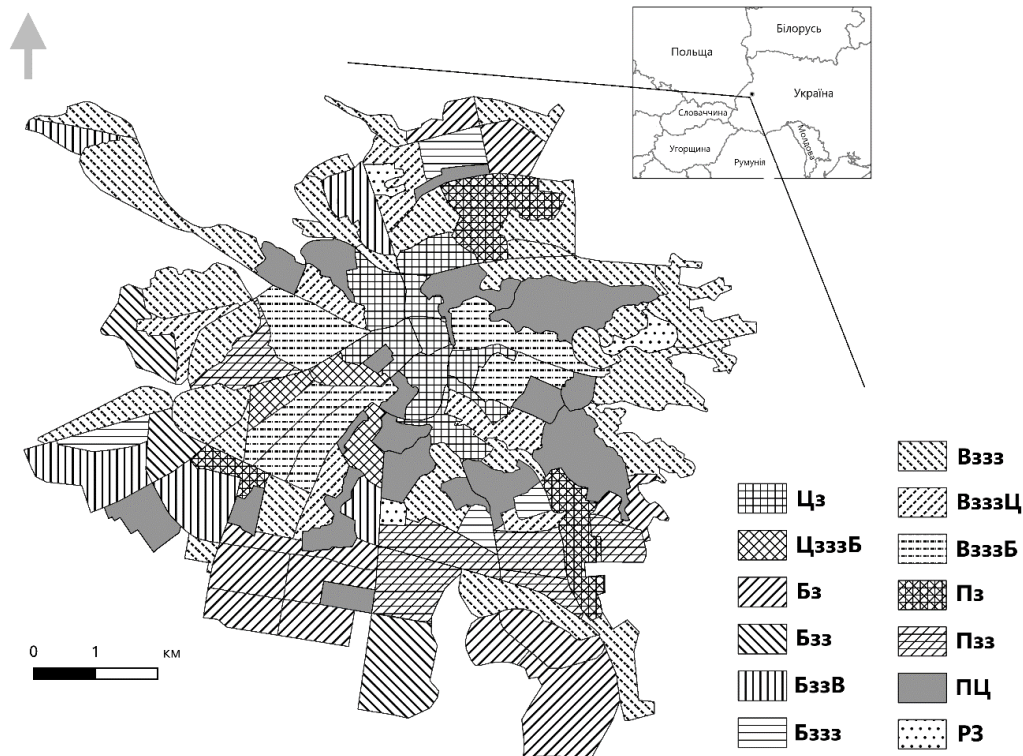 Польща
Білорусь
Україна
Словаччина
Угорщина
Румунія
Молдова
0 1 км
Цз
ЦзззБ
Бз
Бзз
БззВ
Бззз
Вззз
ВзззЦ
ВзззБ
Пз
Пзз
ПЦ
РЗ